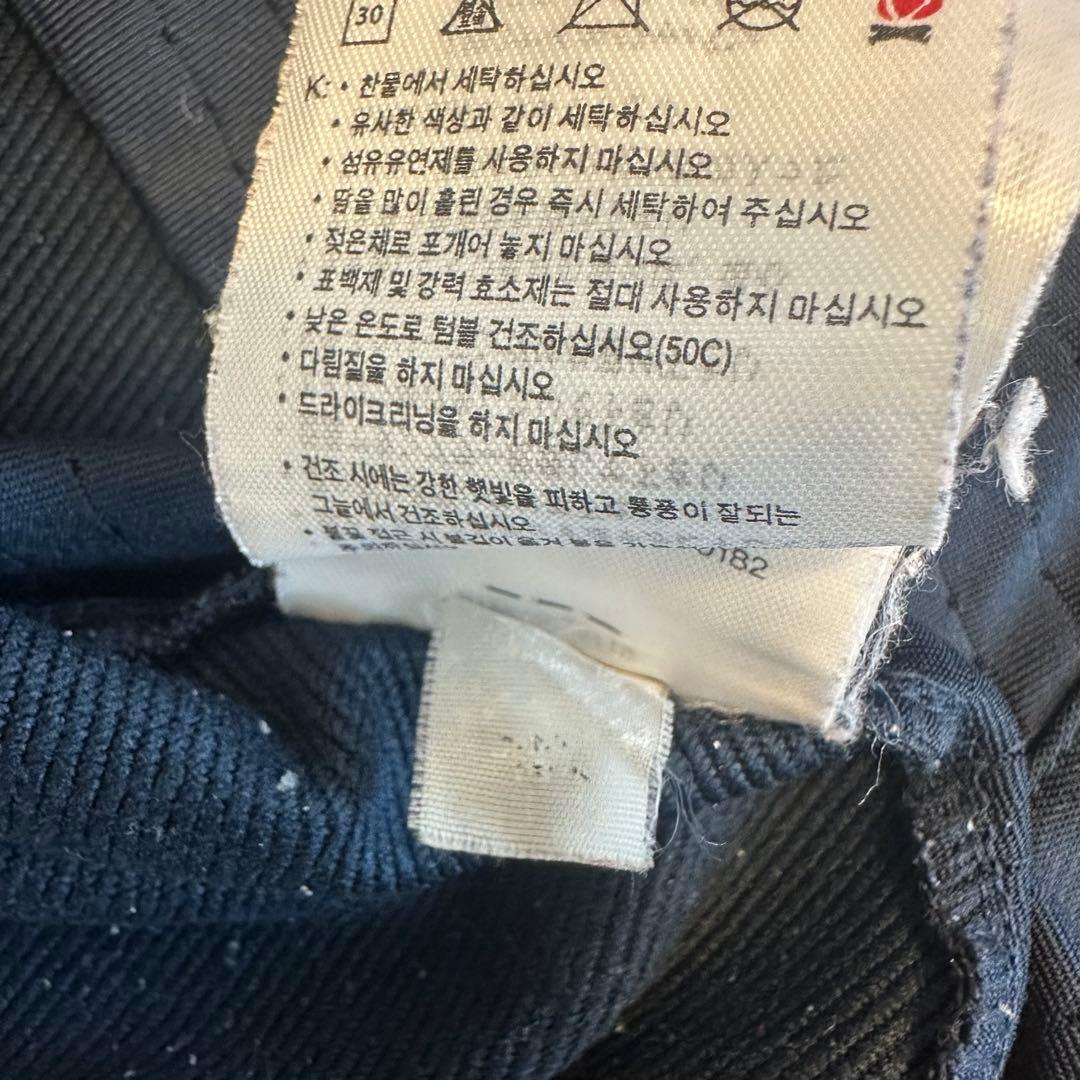 30
K: • 찬물에서 세탁하십시오
• 유사한 색상과 같이 세탁하십시오
• 섬유유연제를 사용하지 마십시오
• 땀을 많이 흘린 경우 즉시 세탁하여 주십시오
• 젖은채로 포개어 놓지 마십시오
• 표백제 및 강력 효소제는 절대 사용하지 마십시오
• 낮은 온도로 텀블 건조하십시오(50C)
• 다림질을 하지 마십시오
• 드라이크리닝을 하지 마십시오
• 건조 시에는 강한 햇빛을 피하고 통풍이 잘되는
그늘에서 건조하십시오
0182